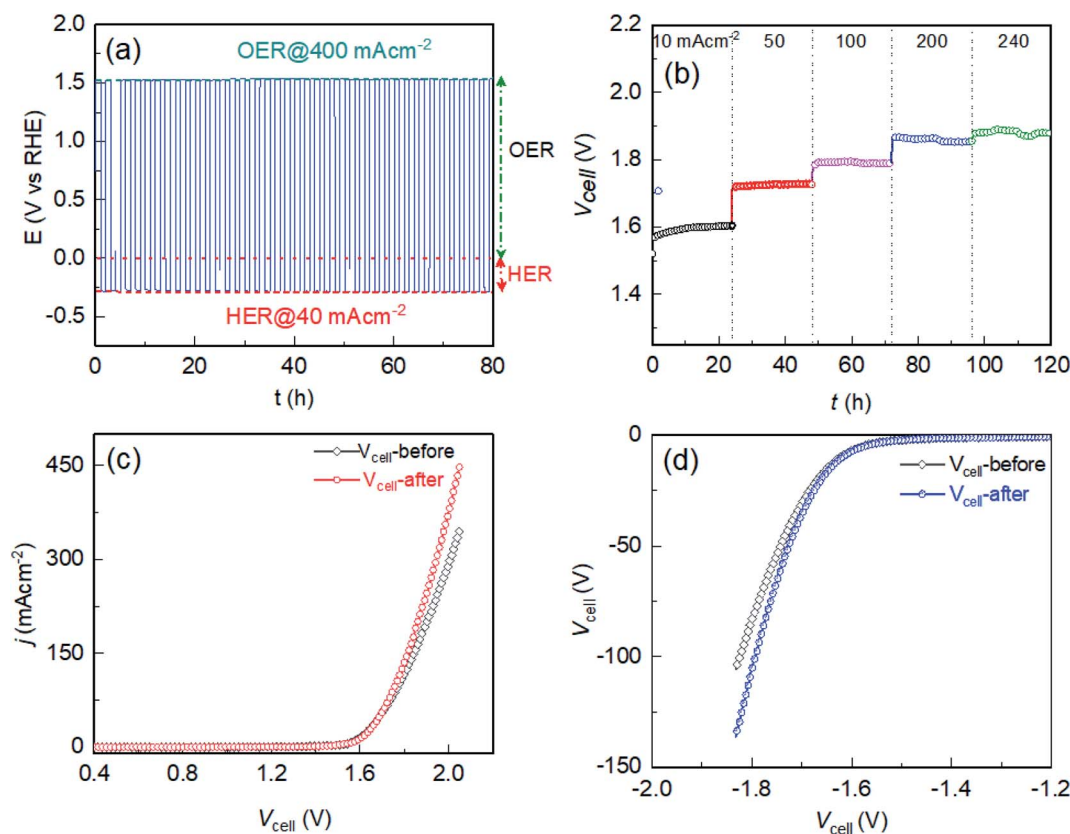 (a)
OER@400 mAcm⁻²
HER@40 mAcm⁻²
OER
HER
2.0
1.5
1.0
0.5
0.0
-0.5
E (V vs RHE)
0 20 40 60 80
t (h)
(b)
10 mAcm⁻² 50 100 200 240
2.2
2.0
1.8
1.6
1.4
Vcell (V)
0 20 40 60 80 100 120
t (h)
(c)
Vcell-before
Vcell-after
450
300
150
0
j (mAcm⁻²)
0.4 0.8 1.2 1.6 2.0
Vcell (V)
(d)
Vcell-before
Vcell-after
0
-50
-100
-150
Vcell (V)
-2.0 -1.8 -1.6 -1.4 -1.2
Vcell (V)